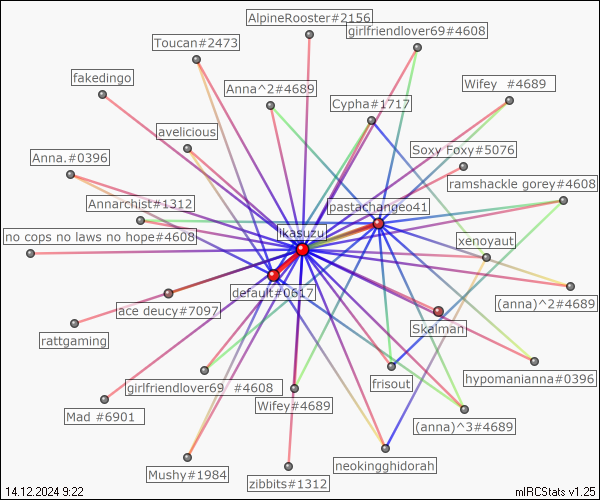 AlpineRooster#2156
girlfriendlover69#4608
Toucan#2473
fakedingo
Anna^2#4689
Wifey #4689
Cypha#1717
avelicious
Soxy Foxy#5076
Anna.#0396
ramshackle gorey#4608
Annarchist#1312
pastachangeo41
ikasuzu
no cops no laws no hope#4608
xenoyaut
default#0617
(anna)^2#4689
ace deucy#7097
Skalman
rattgaming
hypomanianna#0396
frisout
girlfriendlover69 #4608
Wifey#4689
Mad #6901
(anna)^3#4689
neokingghidorah
Mushy#1984
zibbits#1312
14.12.2024 9:22
mIRCStats v1.25